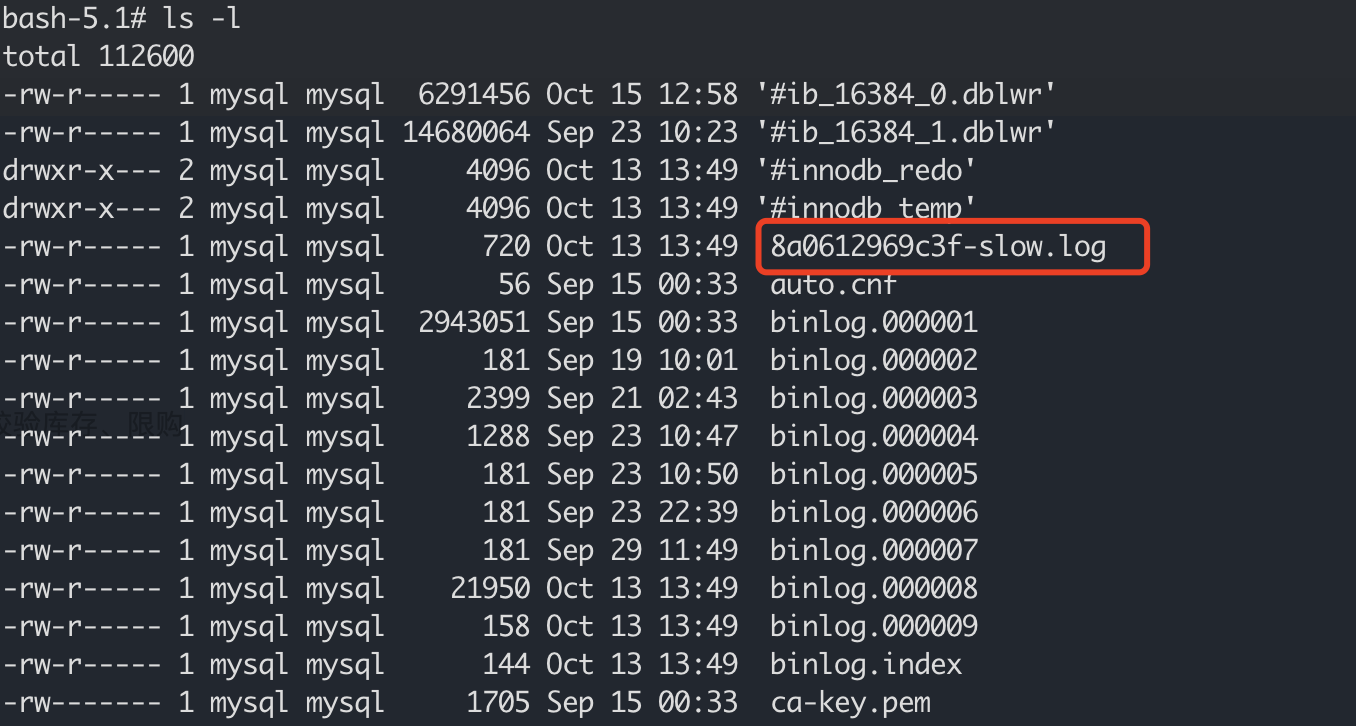 bash-5.1# ls -l
total 112600
-rw-r----- 1 mysql mysql  6291456 Oct 15 12:58 '#ib_16384_0.dblwr'
-rw-r----- 1 mysql mysql 14680064 Sep 23 10:23 '#ib_16384_1.dblwr'
drwxr-x--- 2 mysql mysql     4096 Oct 13 13:49 '#innodb_redo'
drwxr-x--- 2 mysql mysql     4096 Oct 13 13:49 '#innodb_temp'
-rw-r----- 1 mysql mysql      720 Oct 13 13:49  8a0612969c3f-slow.log
-rw-r----- 1 mysql mysql       56 Sep 15 00:33  auto.cnf
-rw-r----- 1 mysql mysql  2943051 Sep 15 00:33  binlog.000001
-rw-r----- 1 mysql mysql      181 Sep 19 10:01  binlog.000002
-rw-r----- 1 mysql mysql     2399 Sep 21 02:43  binlog.000003
校验库存、限购
-rw-r----- 1 mysql mysql     1288 Sep 23 10:47  binlog.000004
-rw-r----- 1 mysql mysql      181 Sep 23 10:50  binlog.000005
-rw-r----- 1 mysql mysql      181 Sep 23 22:39  binlog.000006
-rw-r----- 1 mysql mysql      181 Sep 29 11:49  binlog.000007
-rw-r----- 1 mysql mysql    21950 Oct 13 13:49  binlog.000008
-rw-r----- 1 mysql mysql      158 Oct 13 13:49  binlog.000009
-rw-r----- 1 mysql mysql      144 Oct 13 13:49  binlog.index
-rw------- 1 mysql mysql     1705 Sep 15 00:33  ca-key.pem